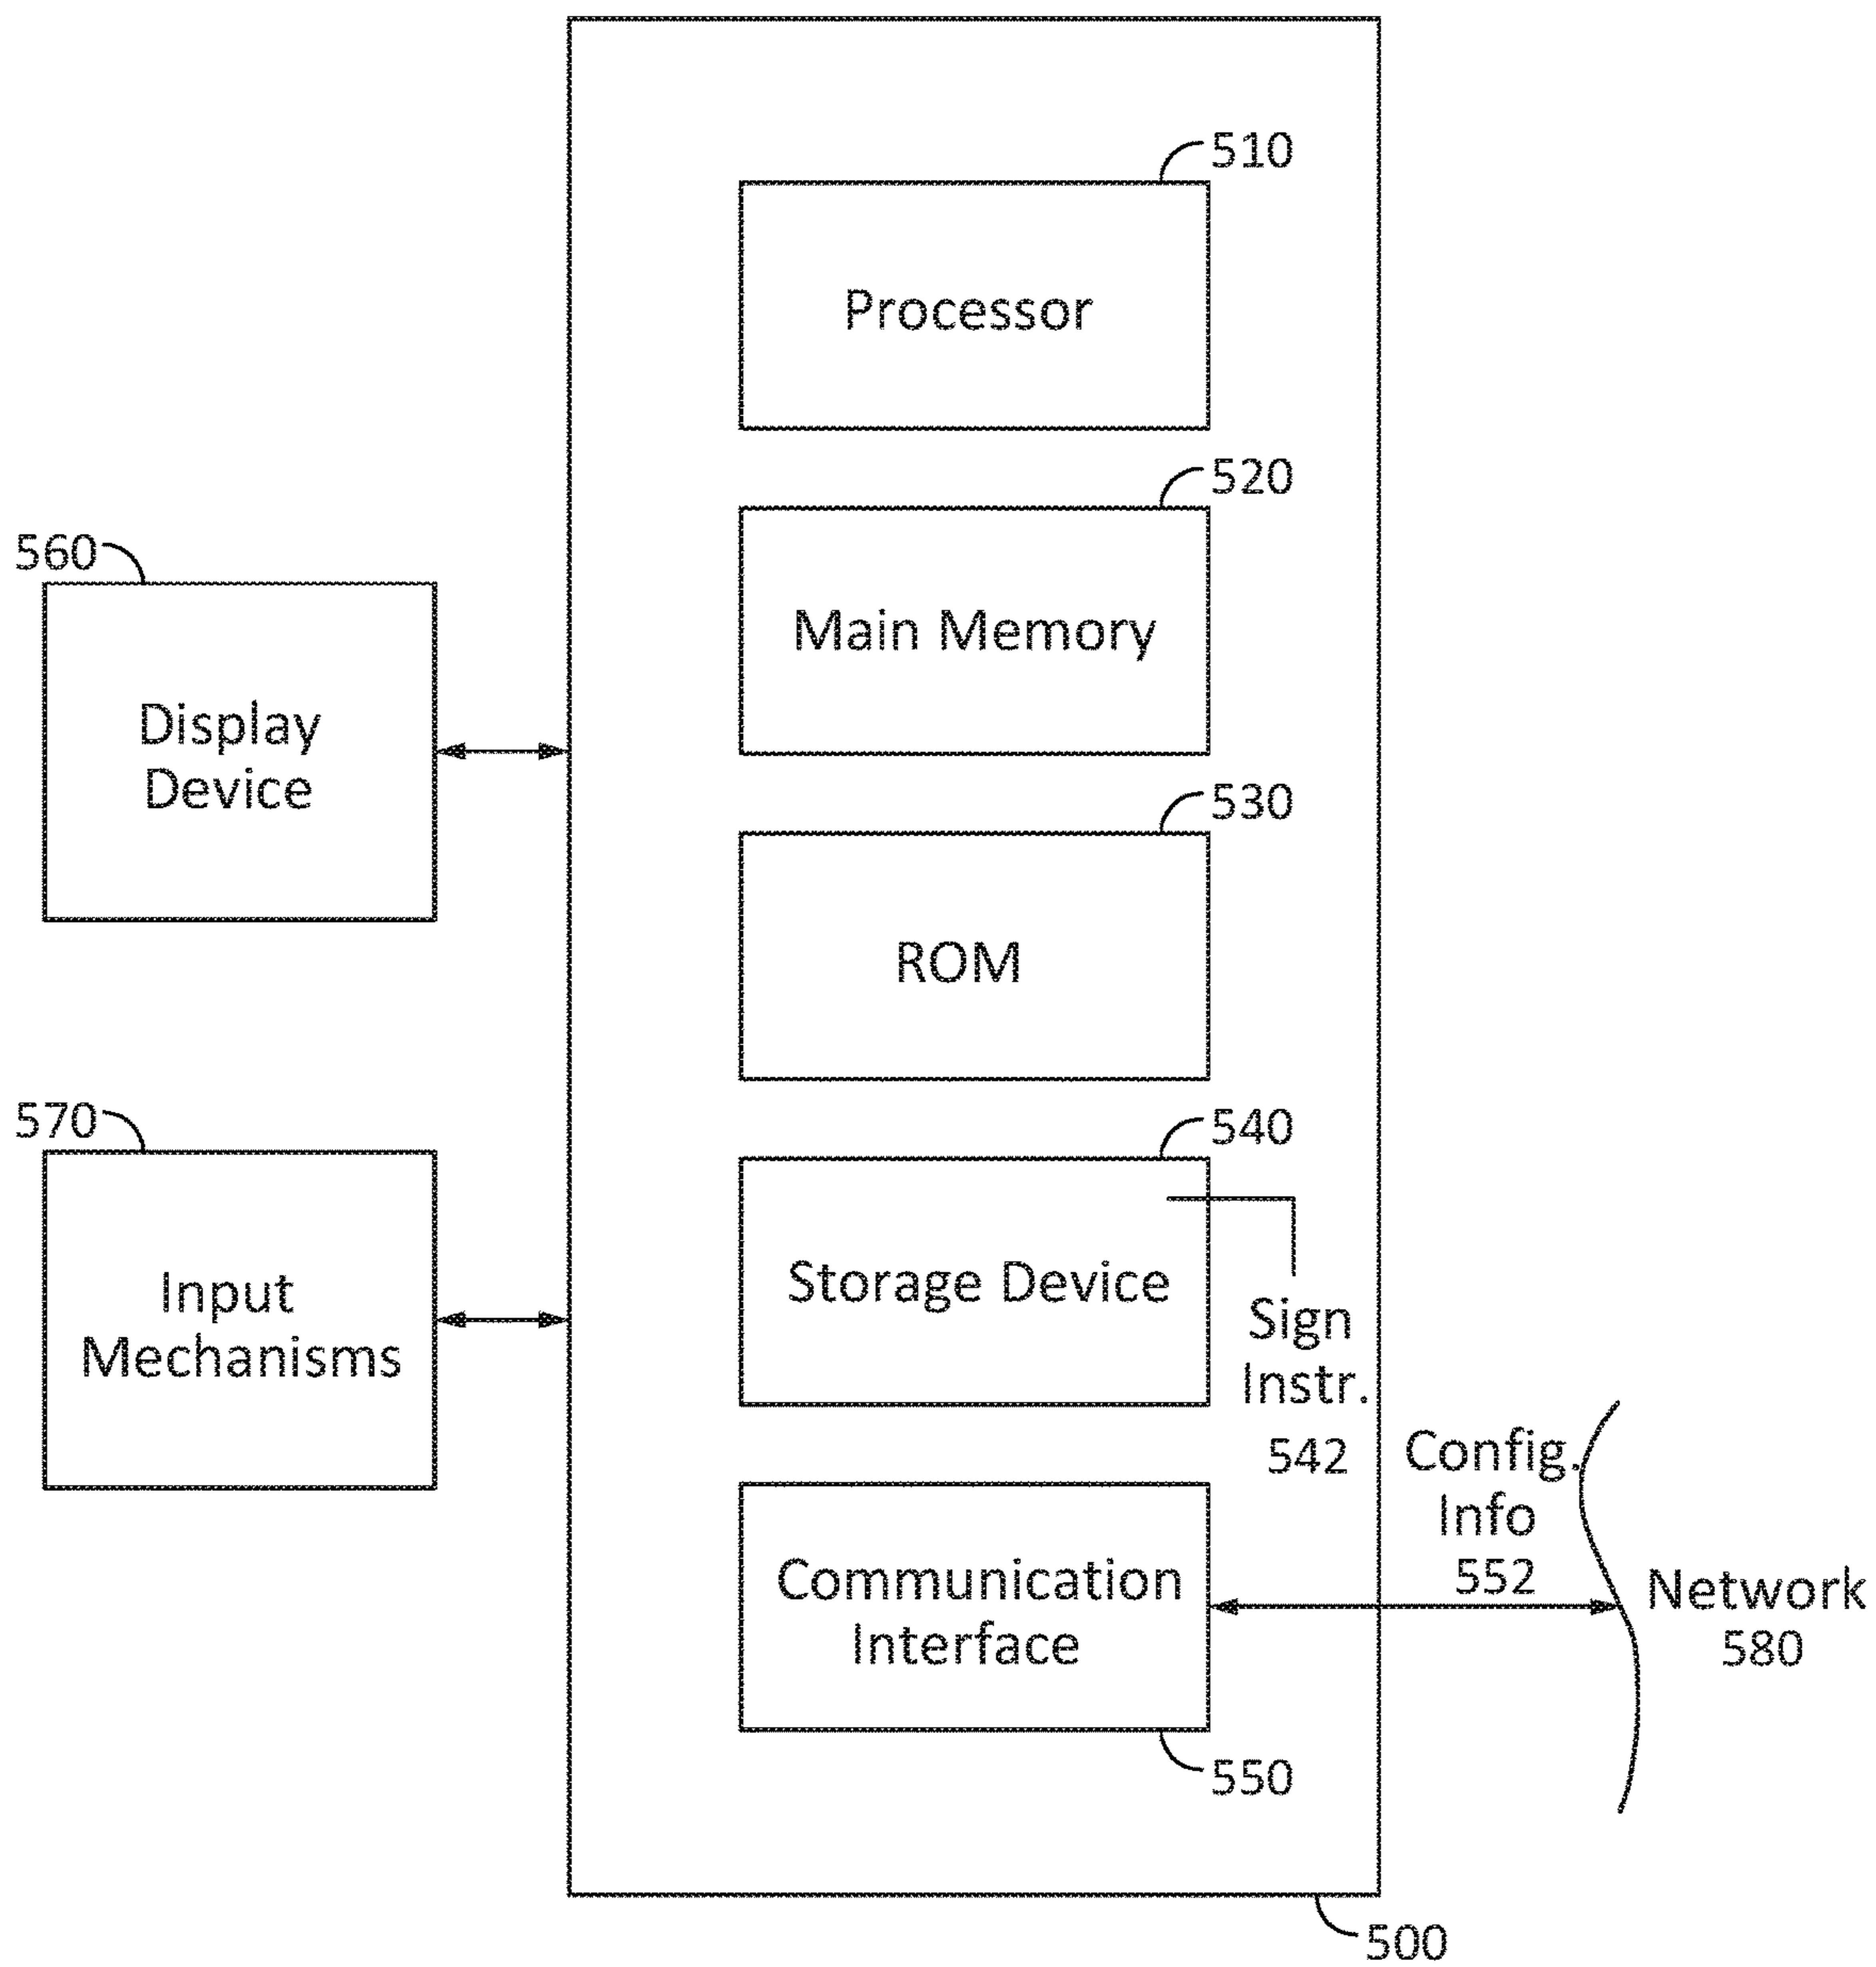 510
Processor
520
Main Memory
560
Display
Device
530
ROM
570
Input
Mechanisms
540
Storage Device
Sign
Instr.
542
Config.
Info
552
Communication
Interface
550
Network
580
500